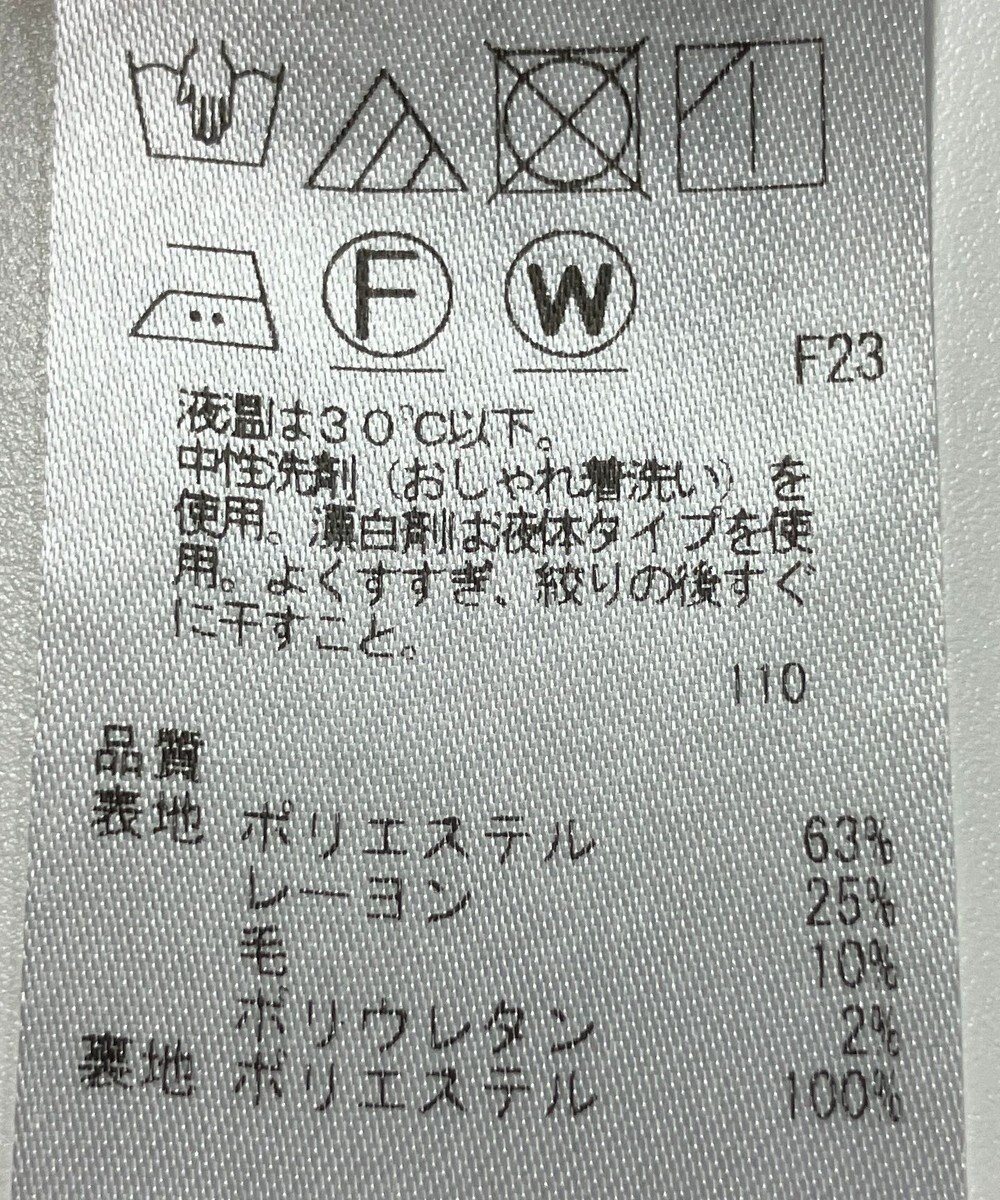 F W
F23
液温は30℃以下。
中性洗剤（おしゃれ着洗い）を
使用。漂白剤は液体タイプを使
用。よくすすぎ、絞りの後すぐ
に干すこと。
110
品質
表地 ポリエステル 63%
レーヨン 25%
毛 10%
ポリウレタン 2%
裏地 ポリエステル 100%